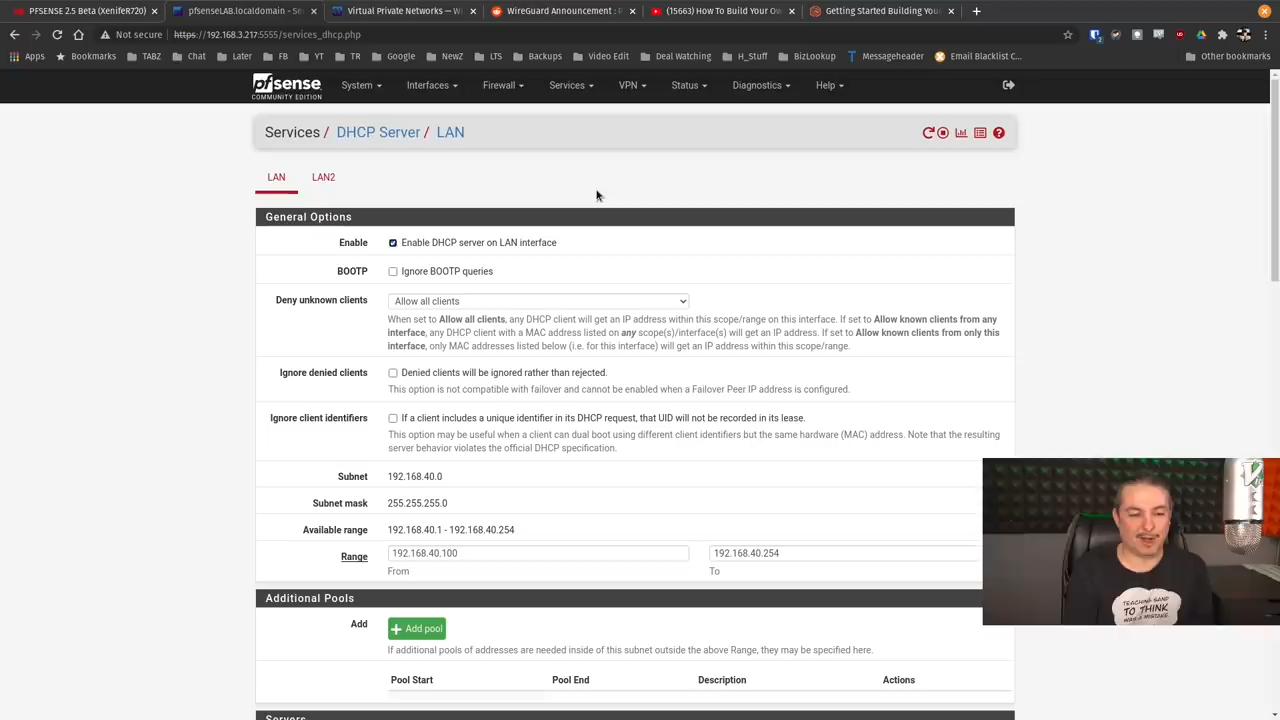 PFSENSE 2.5 (XenifeR720)
pfsenseLAB.localdomain - Se
Virtual Private Networks — W
WireGuard Announcement : P
(15663) How to Build Your Ow
Getting Started Building You
Not secure
https://192.168.3.217:5555/services_dhcp.php
Apps
Bookmarks
TABZ
Chat
Later
FB
TR
Google
NewZ
LTS
Backups
Video Edit
Deal Watching
H_Stuff
BizLookup
Messageheader
Email Blacklist C...
Other bookmarks
pfsense
COMMUNITY EDITION
System
Interfaces
Firewall
Services
VPN
Status
Diagnostics
Help
Services / DHCP Server / LAN
LAN
LAN2
General Options
Enable
Enable DHCP server on LAN interface
BOOTP
Ignore BOOTP queries
Deny unknown clients
Allow all clients
When set to Allow all clients, any DHCP client will get an IP address within this scope/range on this interface. If set to Allow known clients from any
interface, any DHCP client with a MAC address listed on any scope(s)/interface(s) will get an IP address. If set to Allow known clients from only this
interface, only MAC addresses listed below (i.e. for this interface) will get an IP address within this scope/range.
Ignore denied clients
Denied clients will be ignored rather than rejected.
This option is not compatible with failover and cannot be enabled when a Failover Peer IP address is configured.
Ignore client identifiers
If a client includes a unique identifier in its DHCP request, that UID will not be recorded in its lease.
This option may be useful when a client can dual boot using different client identifiers but the same hardware (MAC) address. Note that the resulting
server behavior violates the official DHCP specification.
Subnet
192.168.40.0
Subnet mask
255.255.255.0
Available range
192.168.40.1 - 192.168.40.254
Range
192.168.40.100
192.168.40.254
From
To
Additional Pools
Add
Add pool
If additional pools of addresses are needed inside of this subnet outside the above Range, they may be specified here.
Pool Start
Pool End
Description
Actions
Servers
TEACHING SAND
TO THINK
WAS A MISTAKE